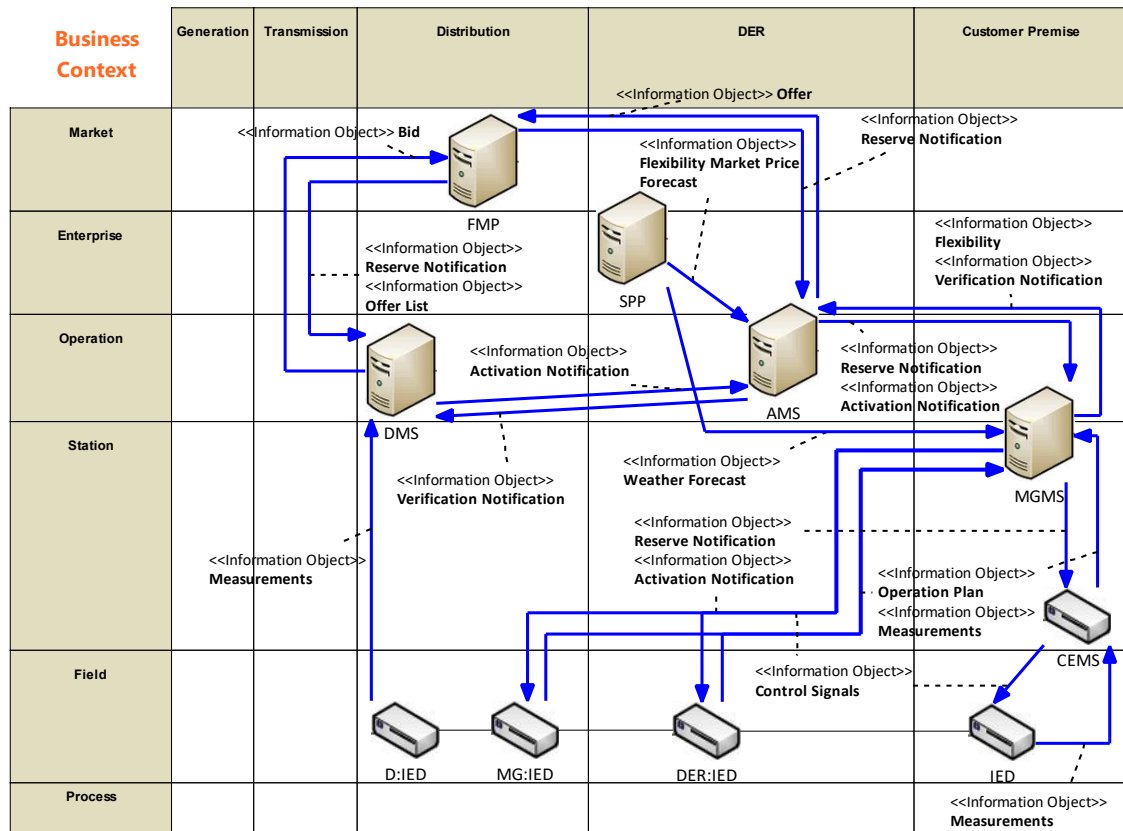 Business
Context
Generation
Transmission
Distribution
DER
Customer Premise
Market
<<Information Object>> Bid
<<Information Object>> Offer
<<Information Object>>
Reserve Notification
<<Information Object>>
Flexibility Market Price
Forecast
FMP
Enterprise
<<Information Object>>
Reserve Notification
<<Information Object>>
Offer List
SPP
<<Information Object>>
Flexibility
<<Information Object>>
Verification Notification
Operation
<<Information Object>>
Activation Notification
DMS
AMS
<<Information Object>>
Reserve Notification
<<Information Object>>
Activation Notification
Station
<<Information Object>>
Verification Notification
<<Information Object>>
Weather Forecast
MGMS
<<Information Object>>
Measurements
<<Information Object>>
Reserve Notification
<<Information Object>>
Activation Notification
<<Information Object>>
Operation Plan
<<Information Object>>
Measurements
CEMS
Field
<<Information Object>>
Control Signals
D:IED
MG:IED
DER:IED
IED
Process
<<Information Object>>
Measurements